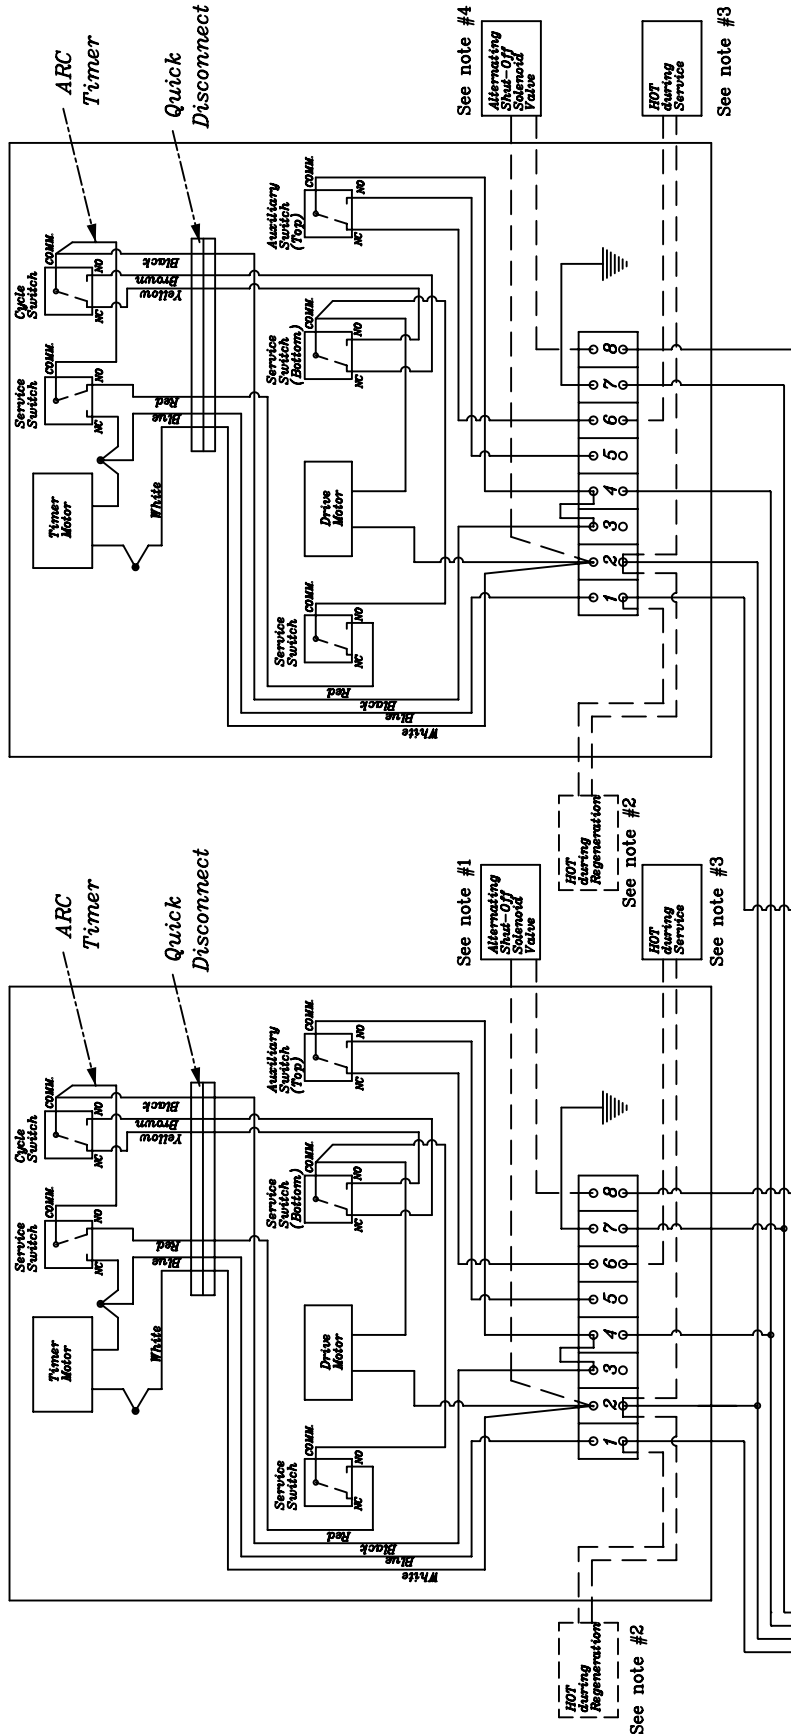 ARC
Timer
Quick
Disconnect
See note #4
Alternating
Shut-Off
Solenoid
Valve
HOT
during
Service
See note #3
Cycle
Switch
COMM.
NO
NC
Service
Switch
COMM.
NO
NC
Timer
Motor
Black
Brown
Yellow
Red
Blue
White
Auxiliary
Switch
(Top)
COMM.
NO
NC
Service
Switch
(Bottom)
COMM.
NO
NC
Drive
Motor
Service
Switch
COMM.
NO
NC
Red
Black
Blue
White
1 2 3 4 5 6 7 8
HOT
during
Regeneration
See note #2
ARC
Timer
Quick
Disconnect
See note #1
Alternating
Shut-Off
Solenoid
Valve
HOT
during
Service
See note #3
Cycle
Switch
COMM.
NO
NC
Service
Switch
COMM.
NO
NC
Timer
Motor
Black
Brown
Yellow
Red
Blue
White
Auxiliary
Switch
(Top)
COMM.
NO
NC
Service
Switch
(Bottom)
COMM.
NO
NC
Drive
Motor
Service
Switch
COMM.
NO
NC
Red
Black
Blue
White
1 2 3 4 5 6 7 8
HOT
during
Regeneration
See note #2